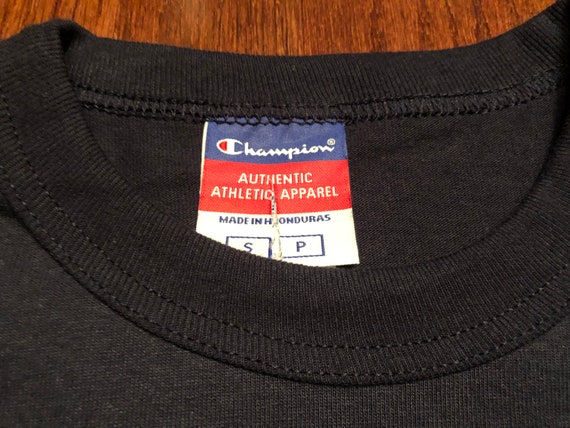 Champion®
AUTHENTIC
ATHLETIC APPAREL
MADE IN HONDURAS
S P